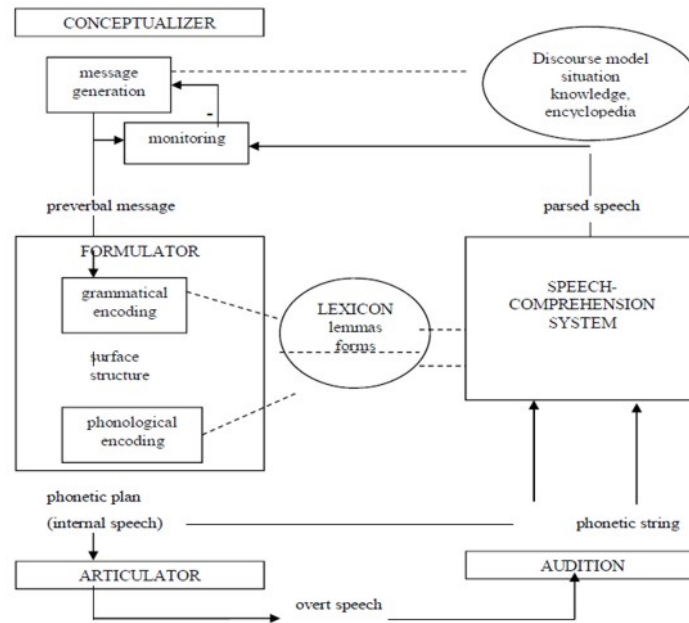 CONCEPTUALIZER
message
generation
Discourse model
situation
knowledge,
encyclopedia
-
monitoring
preverbal message
parsed speech
FORMULATOR
grammatical
encoding
surface
structure
phonological
encoding
LEXICON
lemmas
forms
SPEECH-
COMPREHENSION
SYSTEM
phonetic plan
(internal speech)
phonetic string
ARTICULATOR
AUDITION
overt speech